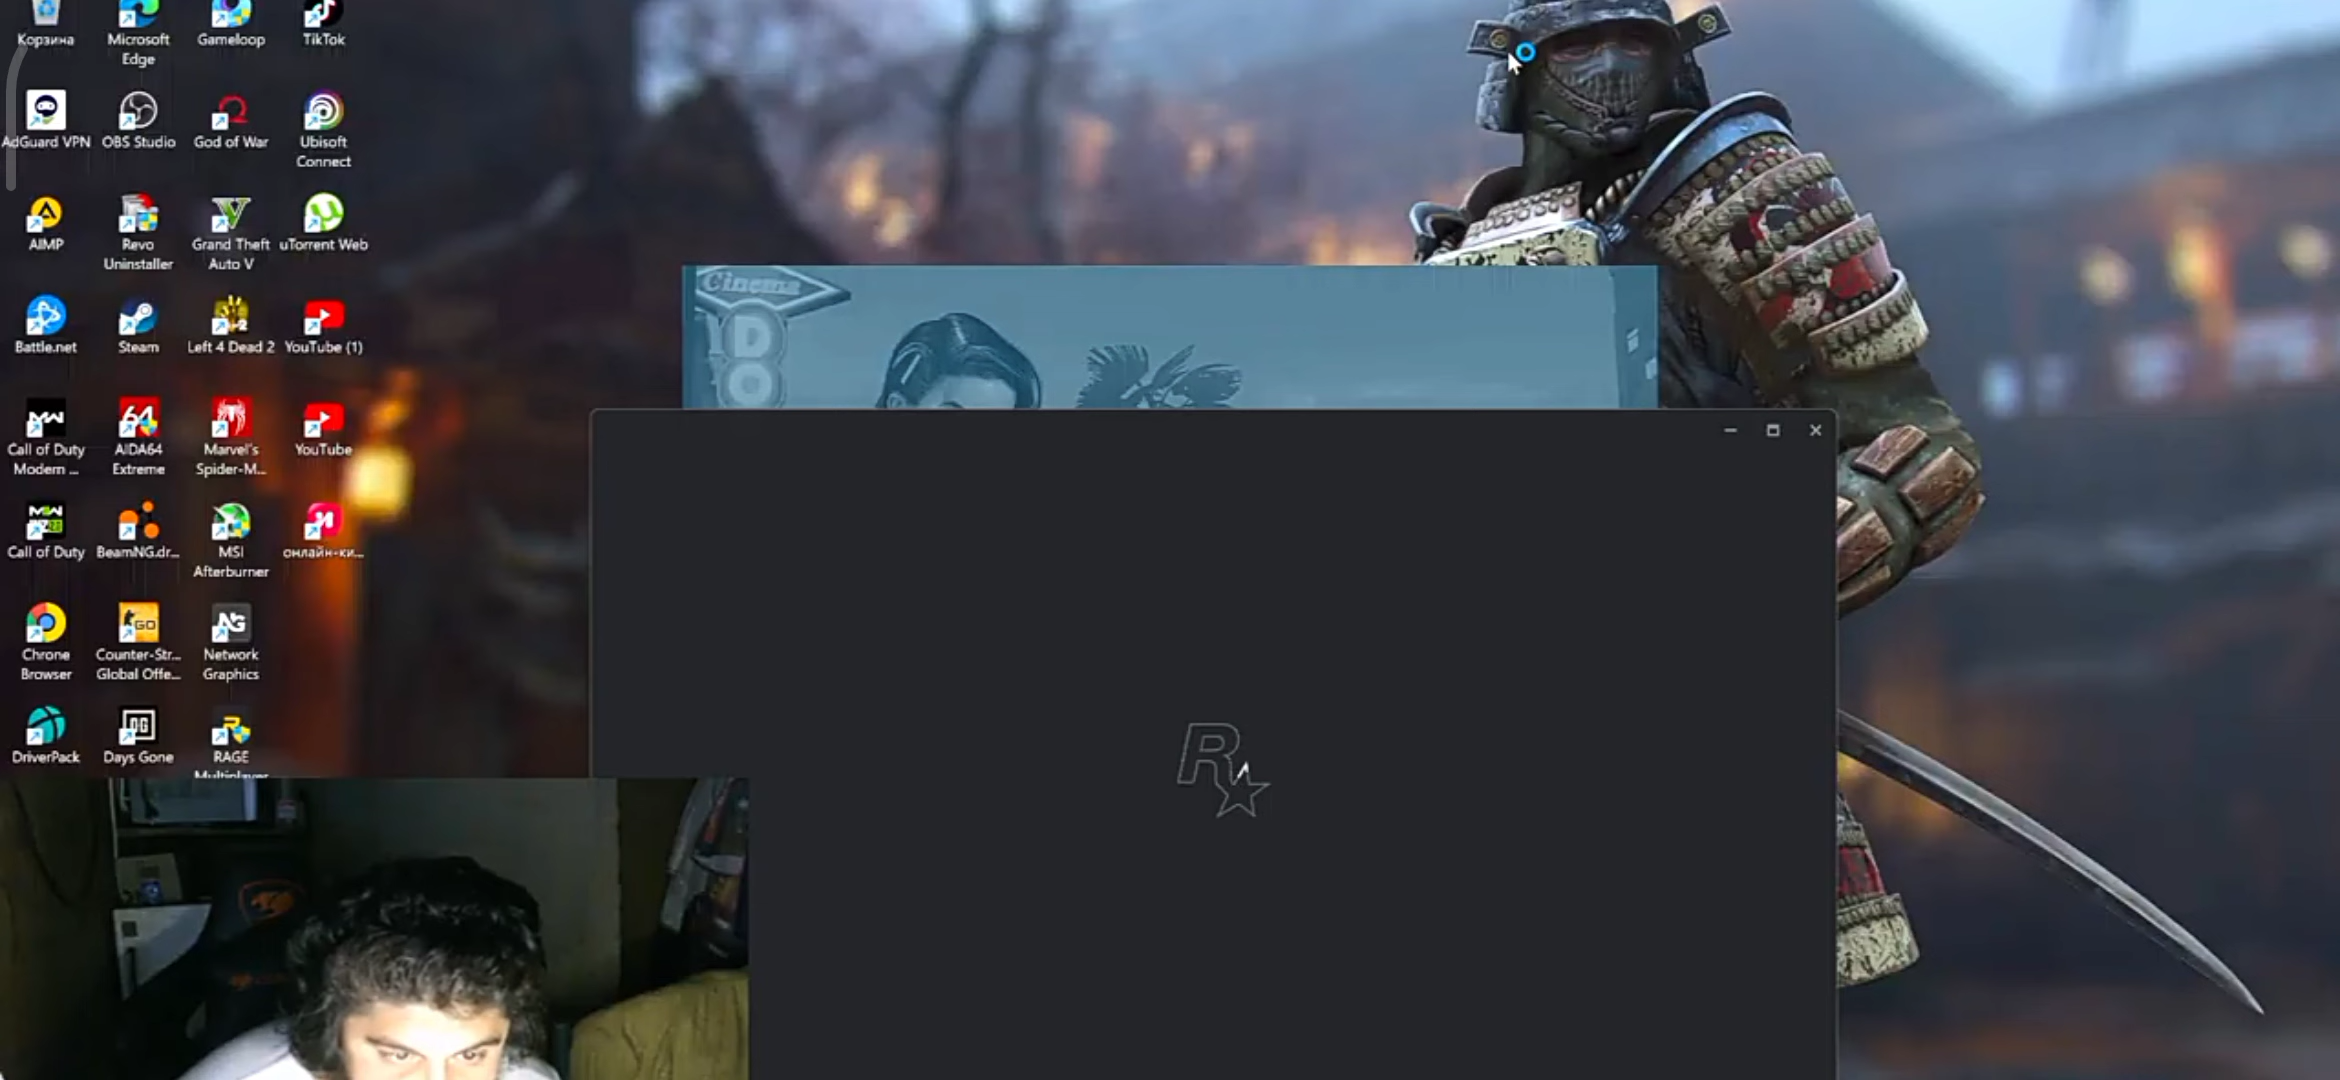 Корзина
Microsoft
Edge
Gameloop
TikTok
AdGuard VPN
OBS Studio
God of War
Ubisoft
Connect
AIMP
Revo
Uninstaller
Grand Theft
Auto V
uTorrent Web
Battle.net
Steam
Left 4 Dead 2
YouTube (1)
Call of Duty
Modern ...
AIDA64
Extreme
Marvel's
Spider-M...
YouTube
Call of Duty
BeamNG.dr...
MSI
Afterburner
онлайн-ки...
Chrome
Browser
Counter-Str...
Global Offe...
Network
Graphics
DriverPack
Days Gone
RAGE
Multiplayer
Cinema
D
O
R